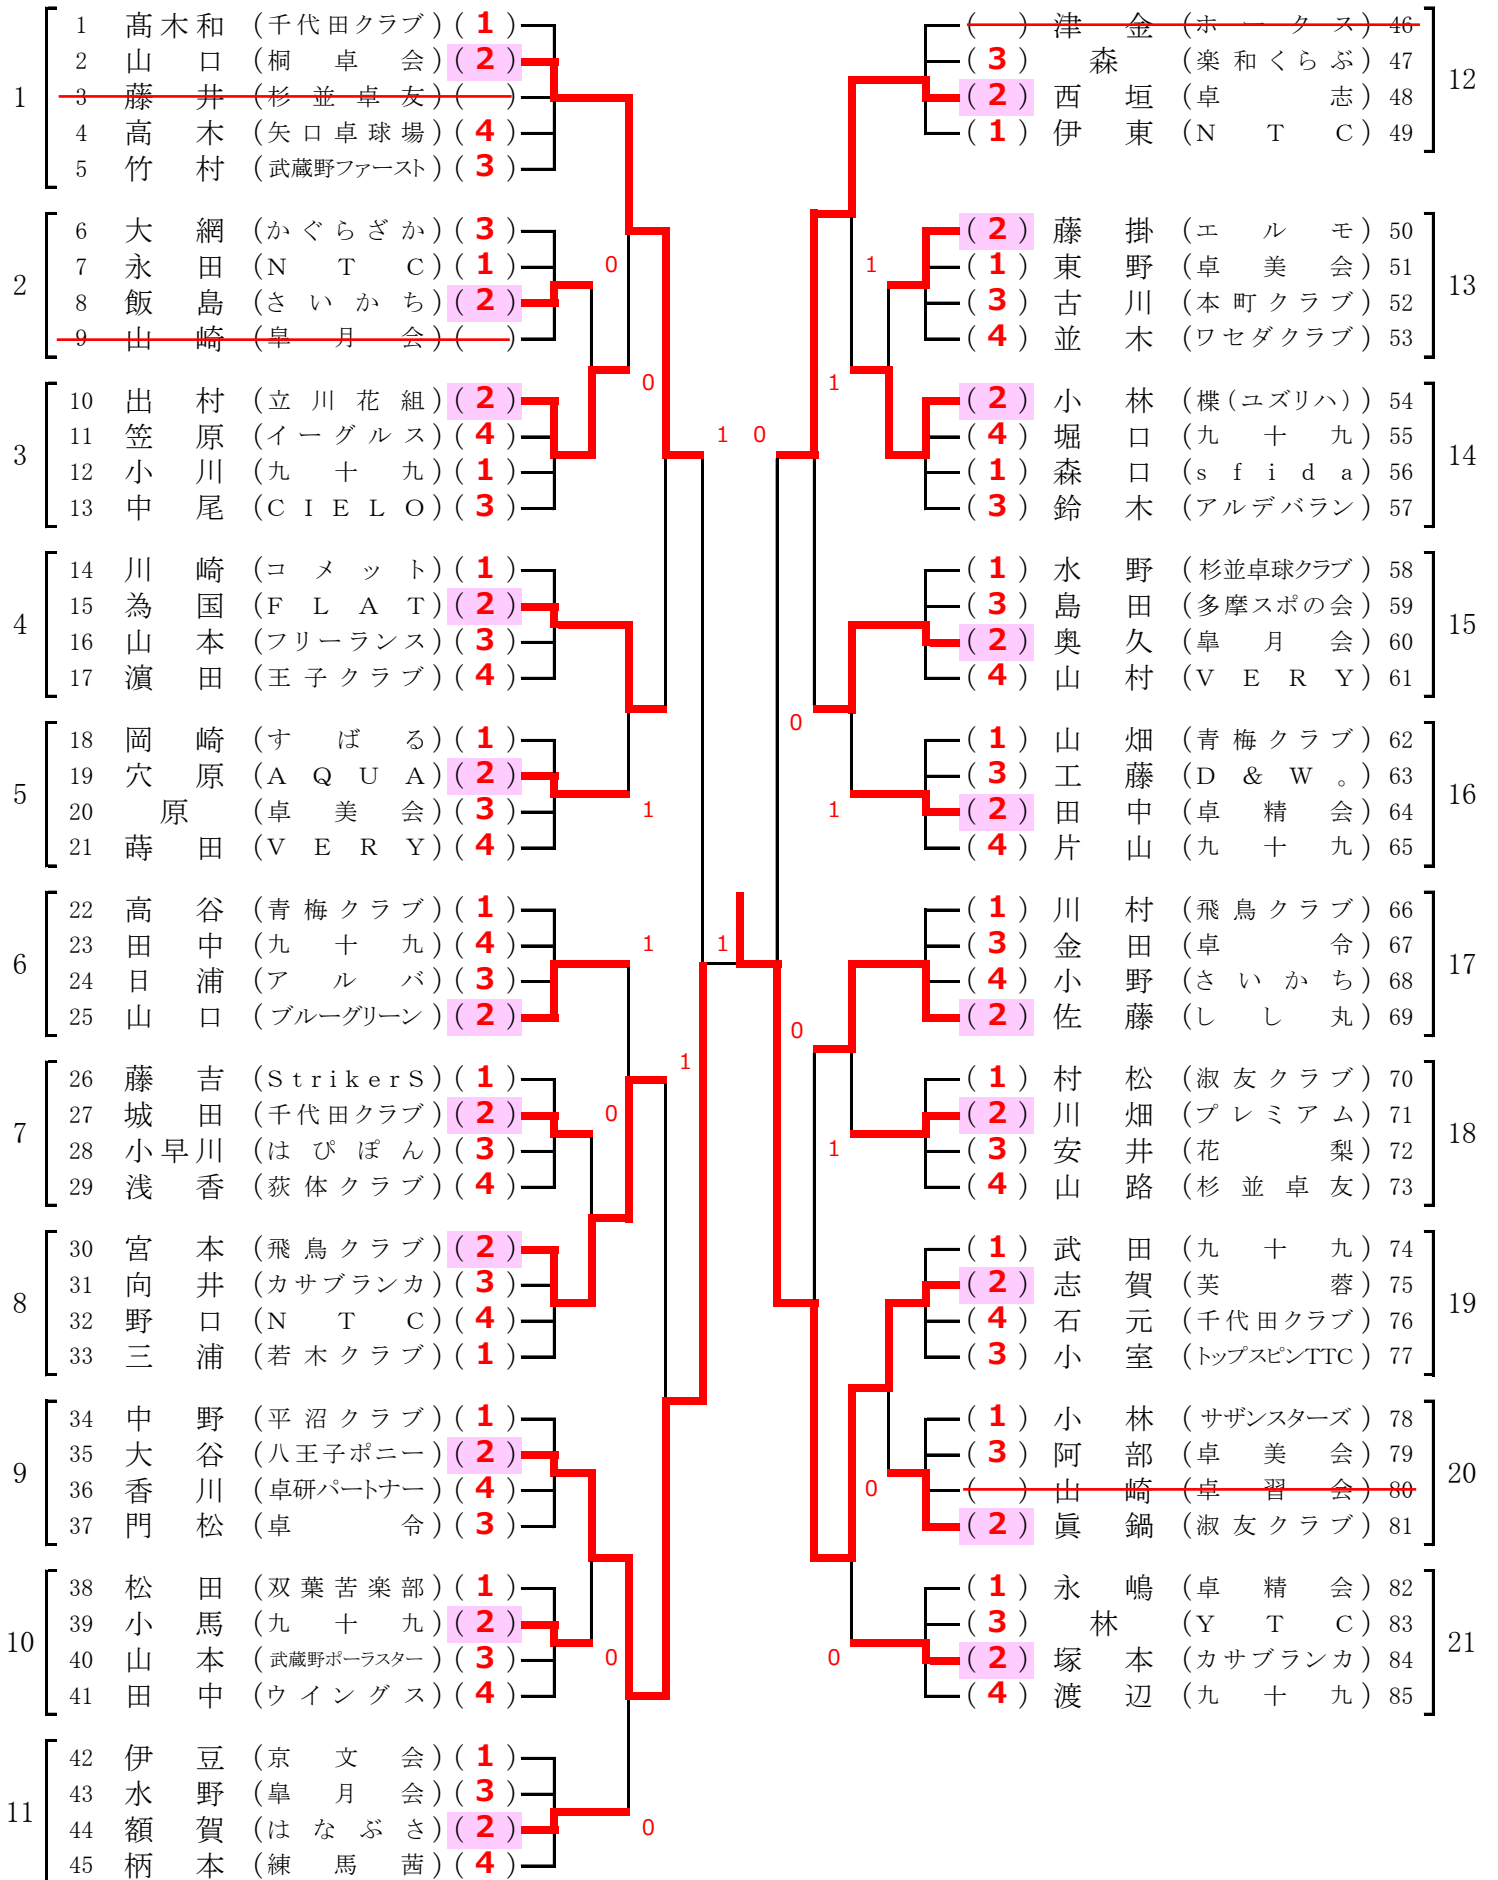 1
1 髙木和 (千代田クラブ) (1)
2 山口 (桐卓会) (2)
3 藤井 (杉並卓友) ( )
4 高木 (矢口卓球場) (4)
5 竹村 (武蔵野ファースト) (3)
2
6 大網 (かぐらざか) (3)
7 永田 (NTC) (1)
8 飯島 (さいかち) (2)
9 山崎 (皐月会) ( )
3
10 出村 (立川花組) (2)
11 笠原 (イーグルス) (4)
12 小川 (九十九) (1)
13 中尾 (CIELO) (3)
4
14 川崎 (コメット) (1)
15 為国 (FLAT) (2)
16 山本 (フリーランス) (3)
17 濵田 (王子クラブ) (4)
5
18 岡崎 (すばる) (1)
19 穴原 (AQUA) (2)
20 原 (卓美会) (3)
21 蒔田 (VERY) (4)
6
22 高谷 (青梅クラブ) (1)
23 田中 (九十九) (4)
24 日浦 (アルバ) (3)
25 山口 (ブルーグリーン) (2)
7
26 藤吉 (StrikerS) (1)
27 城田 (千代田クラブ) (2)
28 小早川 (はぴぽん) (3)
29 浅香 (荻体クラブ) (4)
8
30 宮本 (飛鳥クラブ) (2)
31 向井 (カサブランカ) (3)
32 野口 (NTC) (4)
33 三浦 (若木クラブ) (1)
9
34 中野 (平沼クラブ) (1)
35 大谷 (八王子ポニー) (2)
36 香川 (卓研パートナー) (4)
37 門松 (卓令) (3)
10
38 松田 (双葉苦楽部) (1)
39 小馬 (九十九) (2)
40 山本 (武蔵野ポーラスター) (3)
41 田中 (ウイングス) (4)
11
42 伊豆 (京文会) (1)
43 水野 (皐月会) (3)
44 額賀 (はなぶさ) (2)
45 柄本 (練馬茜) (4)
0
0
1
1
1
0
1
0
0
1 0
1
1
1
0
1
0
1
0
0
( ) 津金 (ホークス) 46
(3) 森 (楽和くらぶ) 47
(2) 西垣 (卓志) 48
(1) 伊東 (NTC) 49
12
(2) 藤掛 (エルモ) 50
(1) 東野 (卓美会) 51
(3) 古川 (本町クラブ) 52
(4) 並木 (ワセダクラブ) 53
13
(2) 小林 (楪(ユズリハ)) 54
(4) 堀口 (九十九) 55
(1) 森口 (sfida) 56
(3) 鈴木 (アルデバラン) 57
14
(1) 水野 (杉並卓球クラブ) 58
(3) 島田 (多摩スポの会) 59
(2) 奥久 (皐月会) 60
(4) 山村 (VERY) 61
15
(1) 山畑 (青梅クラブ) 62
(3) 工藤 (D&W。) 63
(2) 田中 (卓精会) 64
(4) 片山 (九十九) 65
16
(1) 川村 (飛鳥クラブ) 66
(3) 金田 (卓令) 67
(4) 小野 (さいかち) 68
(2) 佐藤 (しし丸) 69
17
(1) 村松 (淑友クラブ) 70
(2) 川畑 (プレミアム) 71
(3) 安井 (花梨) 72
(4) 山路 (杉並卓友) 73
18
(1) 武田 (九十九) 74
(2) 志賀 (芙蓉) 75
(4) 石元 (千代田クラブ) 76
(3) 小室 (トップスピンTTC) 77
19
(1) 小林 (サザンスターズ) 78
(3) 阿部 (卓美会) 79
( ) 山崎 (卓習会) 80
(2) 眞鍋 (淑友クラブ) 81
20
(1) 永嶋 (卓精会) 82
(3) 林 (YTC) 83
(2) 塚本 (カサブランカ) 84
(4) 渡辺 (九十九) 85
21